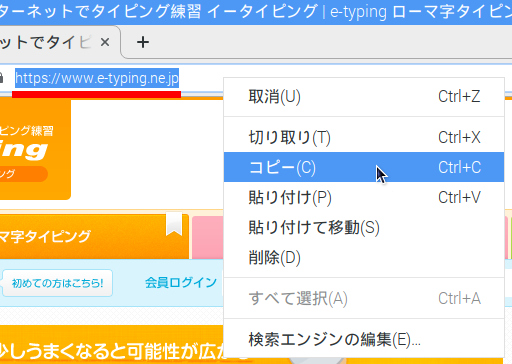 ターネットでタイピング練習 イータイピング | e-typing ローマ字タイピン
ットでタイピ
https://www.e-typing.ne.jp
取消(U) Ctrl+Z
切り取り(T) Ctrl+X
コピー(C) Ctrl+C
貼り付け(P) Ctrl+V
貼り付けて移動(S)
削除(D)
すべて選択(A) Ctrl+A
検索エンジンの編集(E)...
イピング練習
ing
ング
マ字タイピング
初めての方はこちら!
会員ログイン
少しうまくなると可能性が広がる